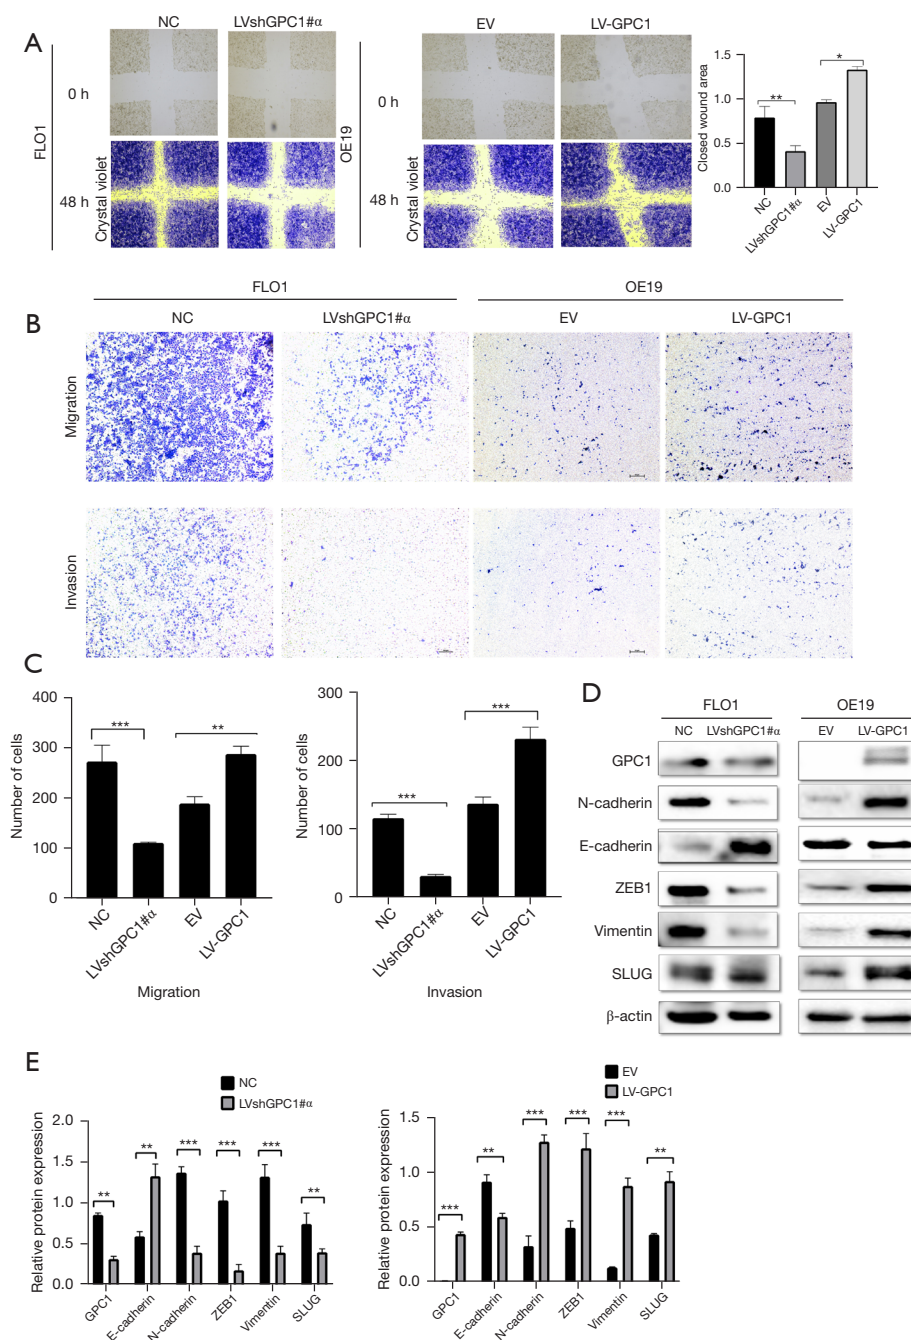 A
NC
LVshGPC1#α
EV
LV-GPC1
FLO1
0 h
48 h
Crystal violet
OE19
0 h
48 h
Crystal violet
Closed wound area
1.5
1.0
0.5
0.0
**
*
NC
LVshGPC1#α
EV
LV-GPC1
FLO1
OE19
B
NC
LVshGPC1#α
EV
LV-GPC1
Migration
Invasion
C
Number of cells
400
300
200
100
0
***
**
NC
LVshGPC1#α
EV
LV-GPC1
Migration
Number of cells
300
200
100
0
***
***
NC
LVshGPC1#α
EV
LV-GPC1
Invasion
D
FLO1
OE19
NC
LVshGPC1#α
EV
LV-GPC1
GPC1
N-cadherin
E-cadherin
ZEB1
Vimentin
SLUG
β-actin
E
NC
LVshGPC1#α
Relative protein expression
2.0
1.5
1.0
0.5
0.0
**
**
***
***
***
**
GPC1
E-cadherin
N-cadherin
ZEB1
Vimentin
SLUG
EV
LV-GPC1
Relative protein expression
1.5
1.0
0.5
0.0
***
**
***
***
***
**
GPC1
E-cadherin
N-cadherin
ZEB1
Vimentin
SLUG